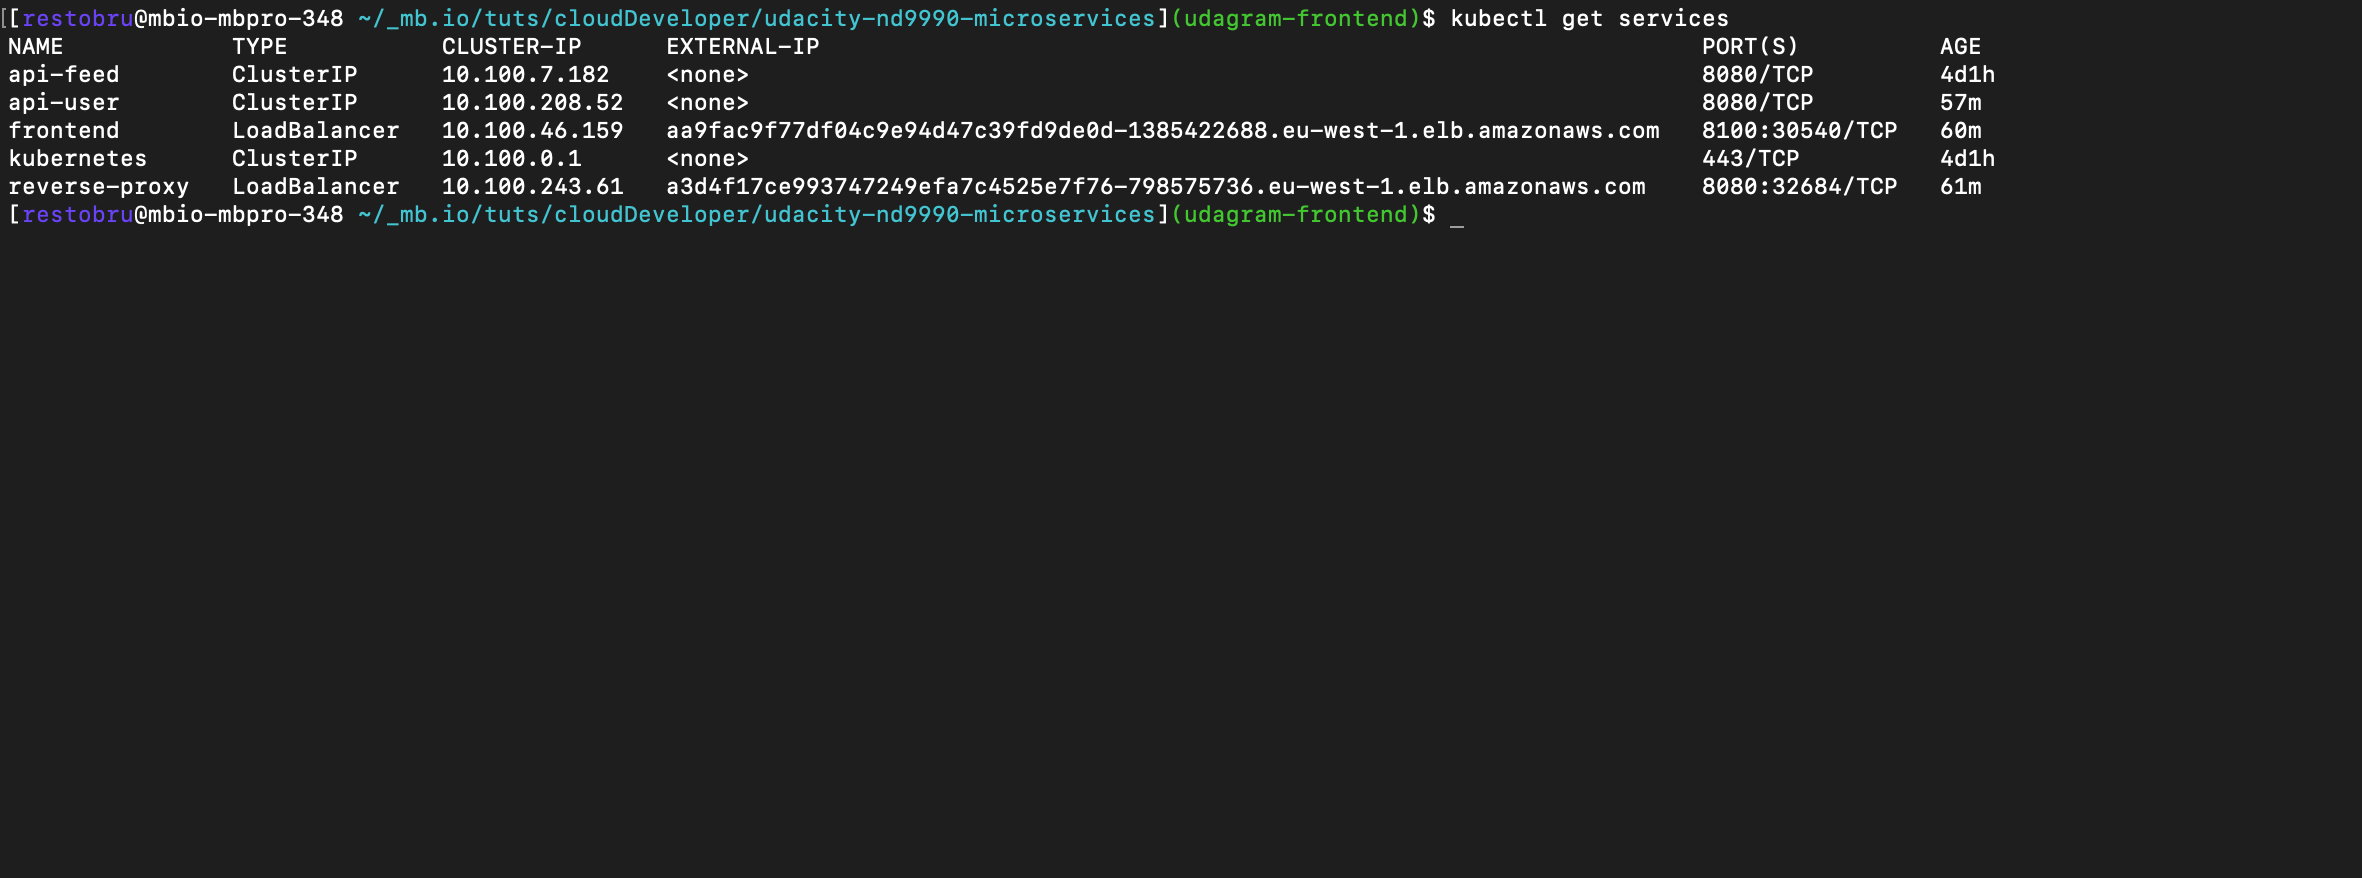 [[restobru@mbio-mbpro-348 ~/_mb.io/tuts/cloudDeveloper/udacity-nd9990-microservices](udagram-frontend)$ kubectl get services
NAME TYPE CLUSTER-IP EXTERNAL-IP PORT(S) AGE
api-feed ClusterIP 10.100.7.182 <none> 8080/TCP 4d1h
api-user ClusterIP 10.100.208.52 <none> 8080/TCP 57m
frontend LoadBalancer 10.100.46.159 aa9fac9f77df04c9e94d47c39fd9de0d-1385422688.eu-west-1.elb.amazonaws.com 8100:30540/TCP 60m
kubernetes ClusterIP 10.100.0.1 <none> 443/TCP 4d1h
reverse-proxy LoadBalancer 10.100.243.61 a3d4f17ce993747249efa7c4525e7f76-798575736.eu-west-1.elb.amazonaws.com 8080:32684/TCP 61m
[restobru@mbio-mbpro-348 ~/_mb.io/tuts/cloudDeveloper/udacity-nd9990-microservices](udagram-frontend)$ _